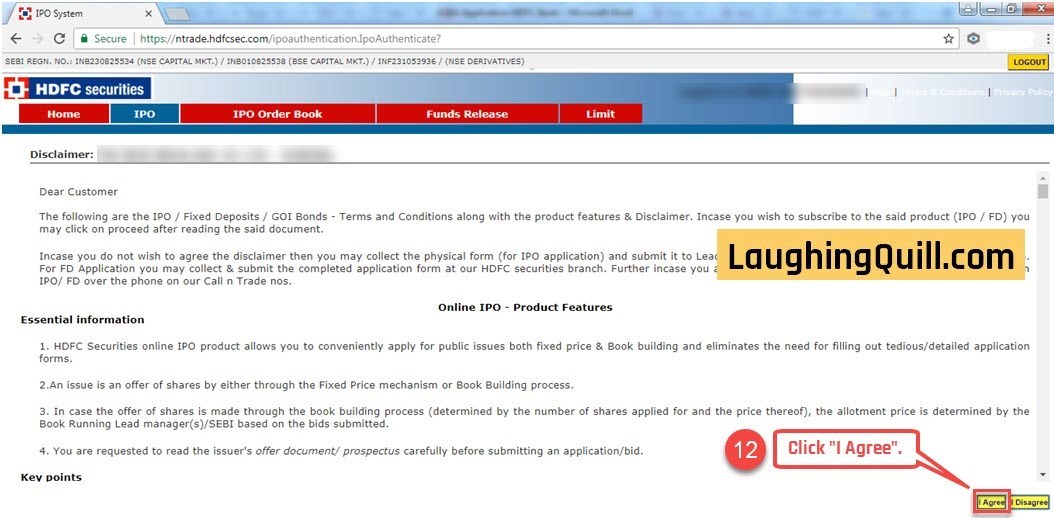 IPO System
Secure https://ntrade.hdfcsec.com/ipoauthentication.IpoAuthenticate?
SEBI REGN. NO.: INB230825534 (NSE CAPITAL MKT.) / INB010825538 (BSE CAPITAL MKT.) / INF231053936 / (NSE DERIVATIVES)
LOGOUT
HDFC securities
| Help | Terms & Conditions | Privacy Policy
Home IPO IPO Order Book Funds Release Limit
Disclaimer:
Dear Customer
The following are the IPO / Fixed Deposits / GOI Bonds - Terms and Conditions along with the product features & Disclaimer. Incase you wish to subscribe to the said product (IPO / FD) you
may click on proceed after reading the said document.
Incase you do not wish to agree the disclaimer then you may collect the physical form (for IPO application) and submit it to Lead
For FD Application you may collect & submit the completed application form at our HDFC securities branch. Further incase you a
IPO/ FD over the phone on our Call n Trade nos.
LaughingQuill.com
Online IPO - Product Features
Essential information
1. HDFC Securities online IPO product allows you to conveniently apply for public issues both fixed price & Book building and eliminates the need for filling out tedious/detailed application
forms.
2.An issue is an offer of shares by either through the Fixed Price mechanism or Book Building process.
3. In case the offer of shares is made through the book building process (determined by the number of shares applied for and the price thereof), the allotment price is determined by the
Book Running Lead manager(s)/SEBI based on the bids submitted.
4. You are requested to read the issuer's offer document/ prospectus carefully before submitting an application/bid.
12 Click "I Agree".
Key points
I Agree I Disagree